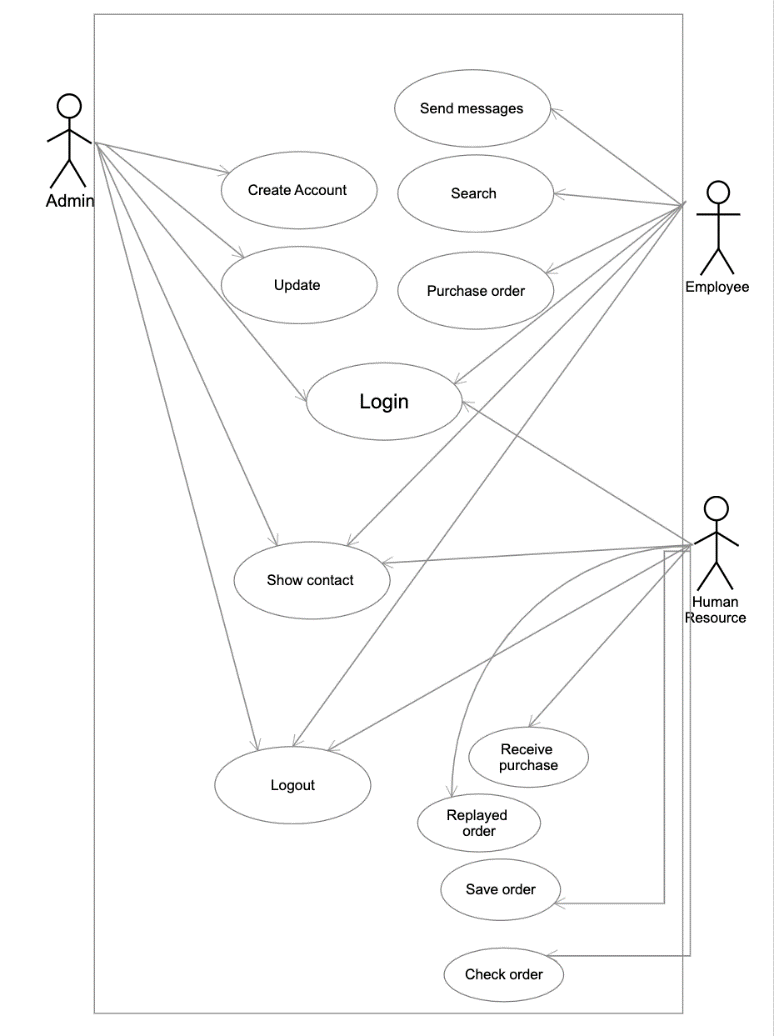 Send messages
Create Account
Search
Admin
Update
Purchase order
Employee
Login
Show contact
Human
Resource
Receive
purchase
Logout
Replayed
order
Save order
Check order